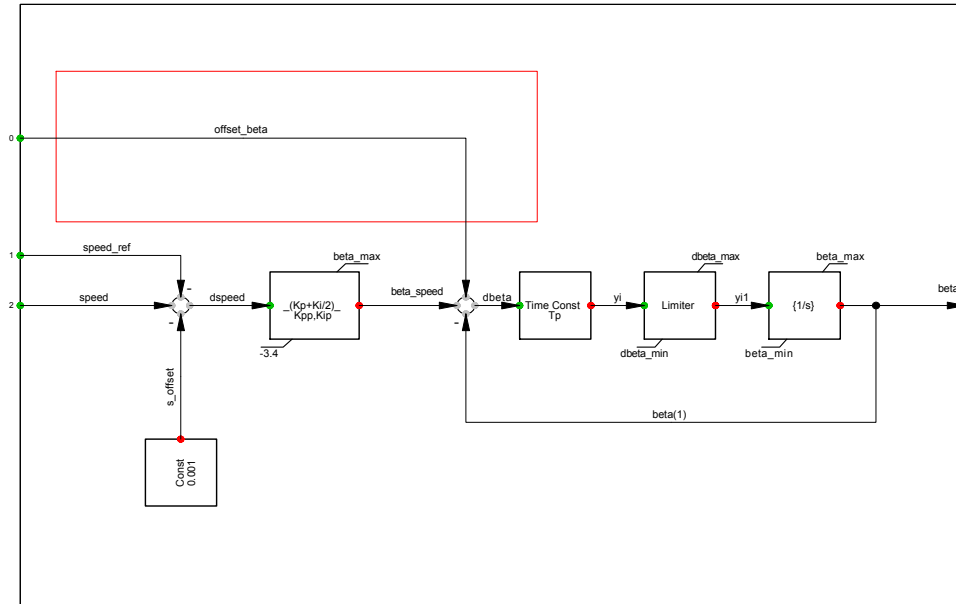 0
offset_beta
1
speed_ref
-
2
speed
-
dspeed
beta_max
_(Kp+Ki/2)_
Kpp,Kip
-3.4
beta_speed
-
dbeta
Time Const
Tp
yi
dbeta_max
Limiter
dbeta_min
yi1
beta_max
{1/s}
beta_min
beta
beta(1)
s_offset
Const
0.001